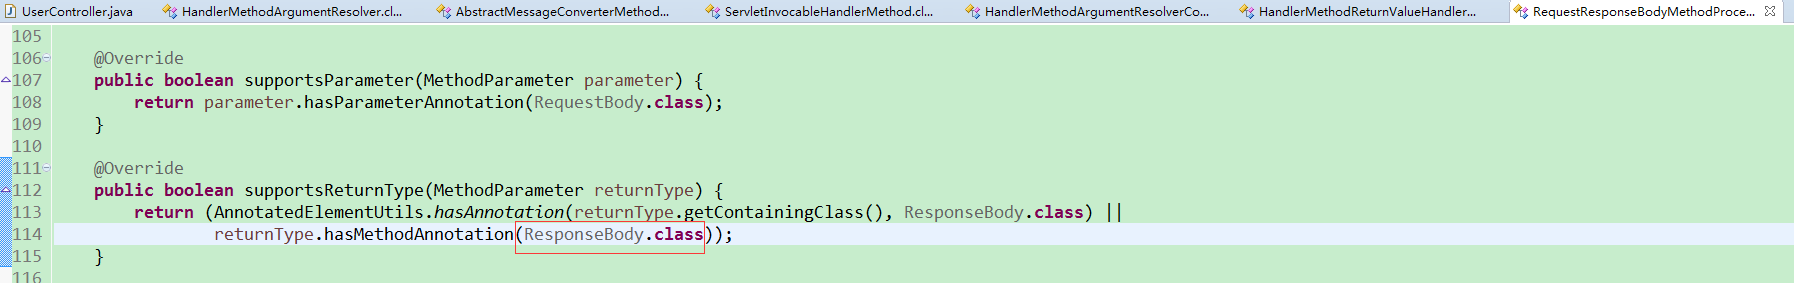 UserController.java HandlerMethodArgumentResolver.cl... AbstractMessageConverterMethod... ServletInvocableHandlerMethod.cl... HandlerMethodArgumentResolverCo... HandlerMethodReturnValueHandler... RequestResponseBodyMethodProce...
105
106 @Override
107 public boolean supportsParameter(MethodParameter parameter) {
108 return parameter.hasParameterAnnotation(RequestBody.class);
109 }
110
111 @Override
112 public boolean supportsReturnType(MethodParameter returnType) {
113 return (AnnotatedElementUtils.hasAnnotation(returnType.getContainingClass(), ResponseBody.class) ||
114 returnType.hasMethodAnnotation(ResponseBody.class));
115 }
116